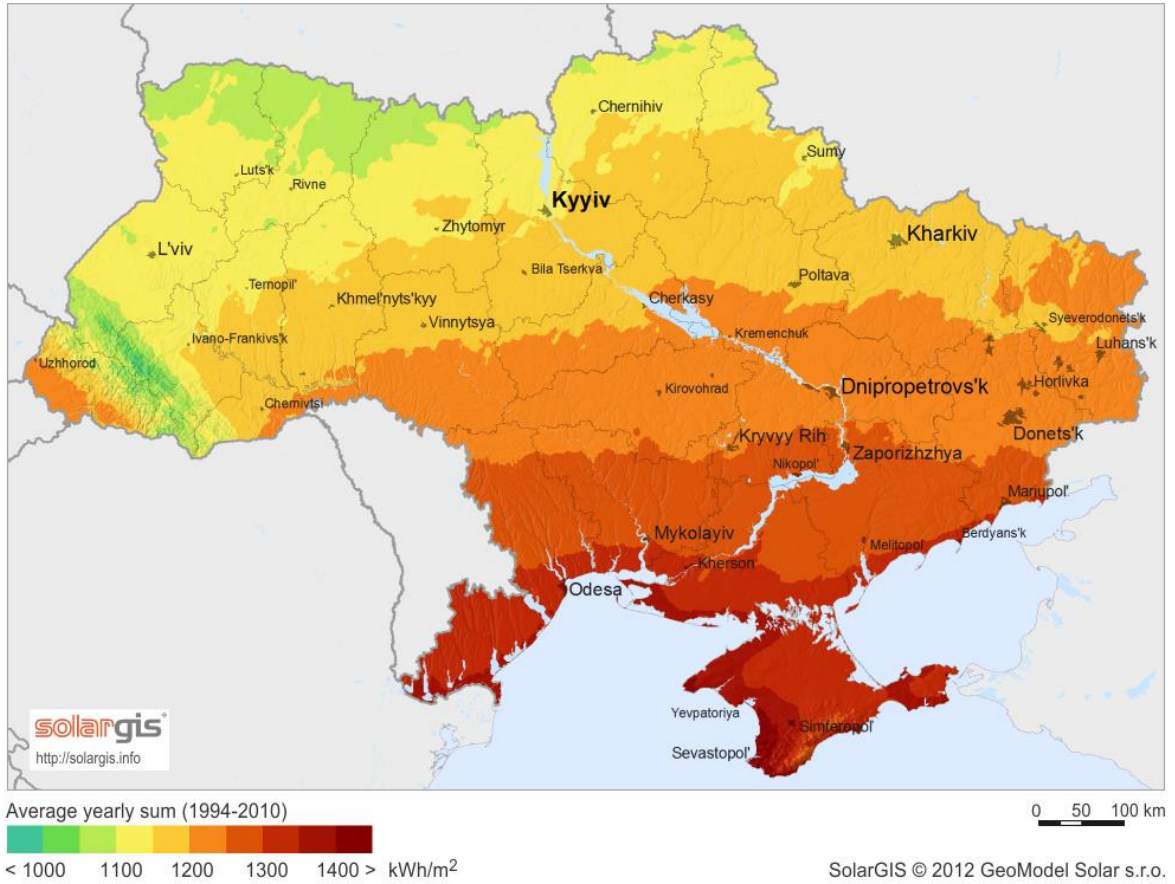 Chernihiv
Sumy
Luts'k
Rivne
Kyyiv
Zhytomyr
Kharkiv
L'viv
Bila Tserkva
Poltava
Ternopil'
Khmel'nyts'kyy
Cherkasy
Vinnytsya
Syeverodonets'k
Ivano-Frankivs'k
Kremenchuk
Luhans'k
Uzhhorod
Horlivka
Dnipropetrovs'k
Kirovohrad
Chernivtsi
Donets'k
Kryvyy Rih
Zaporizhzhya
Nikopol'
Mariupol'
Mykolayiv
Berdyans'k
Melitopol
Kherson
Odesa
Yevpatoriya
Simferopol'
Sevastopol'
solargis
http://solargis.info
Average yearly sum (1994-2010)
0 50 100 km
< 1000 1100 1200 1300 1400 > kWh/m²
SolarGIS © 2012 GeoModel Solar s.r.o.